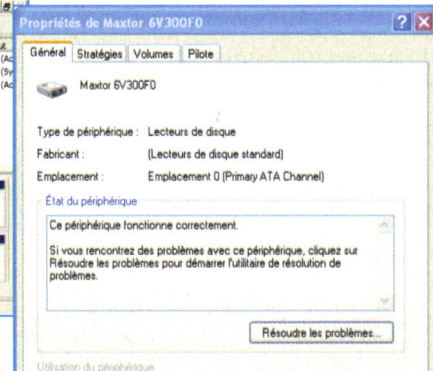 Propriétés de Maxtor 6V300F0
Général Stratégies Volumes Pilote
Maxtor 6V300F0
Type de périphérique : Lecteurs de disque
Fabricant : (Lecteurs de disque standard)
Emplacement : Emplacement 0 (Primary ATA Channel)
État du périphérique
Ce périphérique fonctionne correctement.
Si vous rencontrez des problèmes avec ce périphérique, cliquez sur
Résoudre les problèmes pour démarrer l'utilitaire de résolution de
problèmes.
Résoudre les problèmes...
Utilisation du périphérique
(Ac
(Sy
(Ac